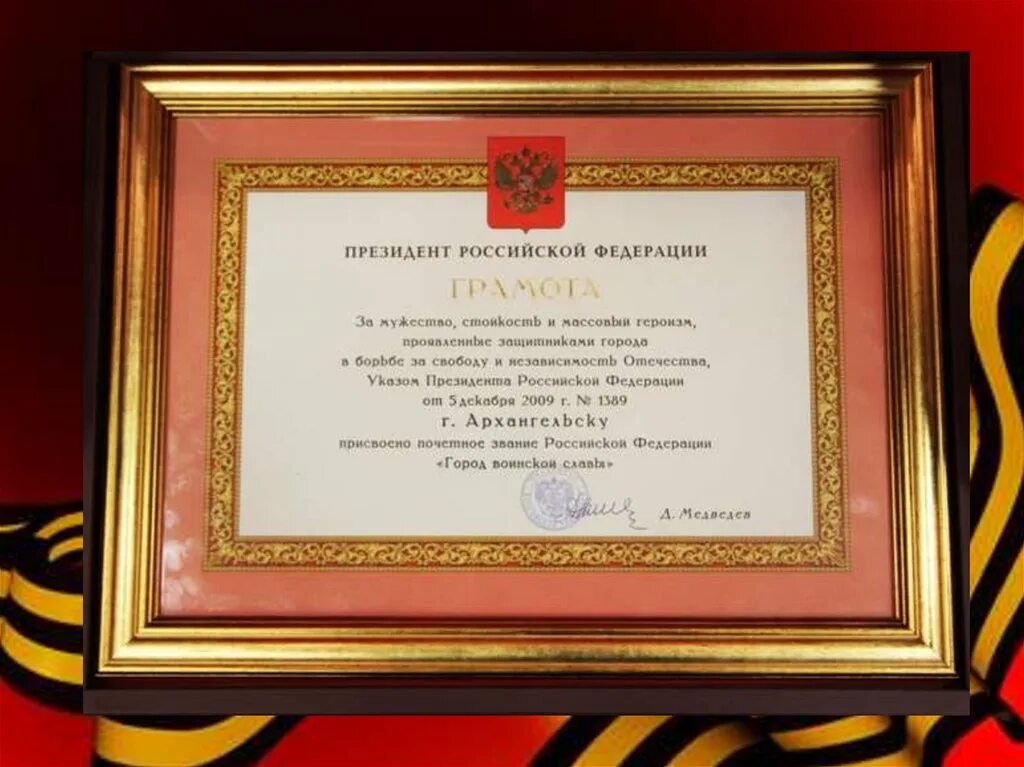 ПРЕЗИДЕНТ РОССИЙСКОЙ ФЕДЕРАЦИИ
ГРАМОТА
За мужество, стойкость и массовый героизм,
проявленные защитниками города
в борьбе за свободу и независимость Отечества,
Указом Президента Российской Федерации
от 5 декабря 2009 г. № 1389
г. Архангельску
присвоено почетное звание Российской Федерации
«Город воинской славы»
Д. Медведев